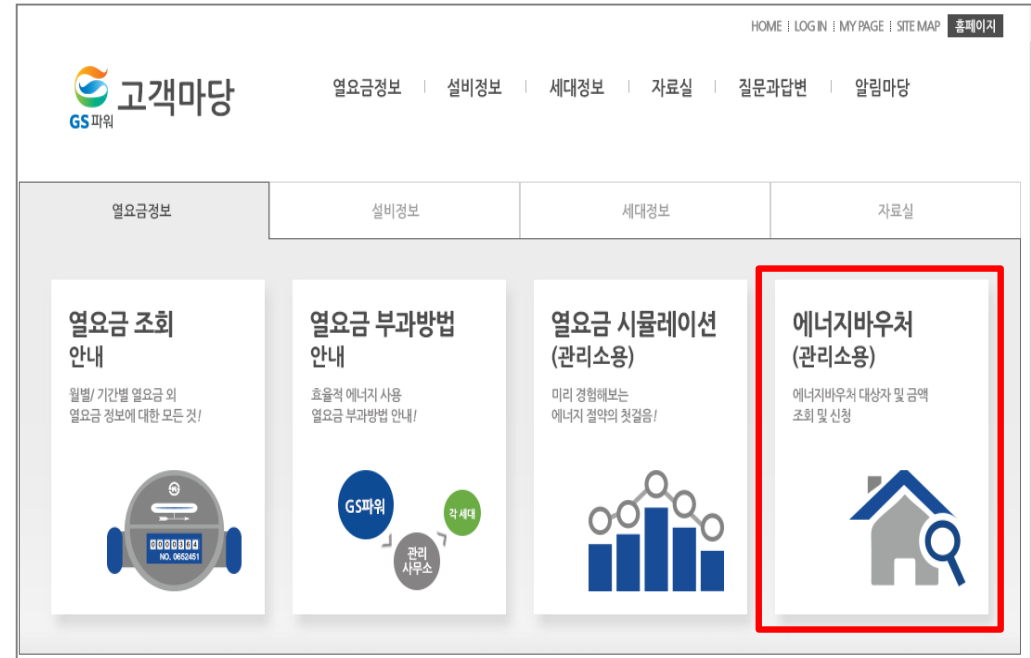 HOME LOG IN MY PAGE SITE MAP 홈페이지
GS 파워 고객마당
열요금정보 설비정보 세대정보 자료실 질문과답변 알림마당
열요금정보 설비정보 세대정보 자료실
열요금 조회
안내
월별/ 기간별 열요금 외
열요금 정보에 대한 모든 것!
0000304
NO. 0652451
열요금 부과방법
안내
효율적 에너지 사용
열요금 부과방법 안내!
GS파워
각 세대
관리
사무소
열요금 시뮬레이션
(관리소용)
미리 경험해보는
에너지 절약의 첫걸음!
에너지바우처
(관리소용)
에너지바우처 대상자 및 금액
조회 및 신청